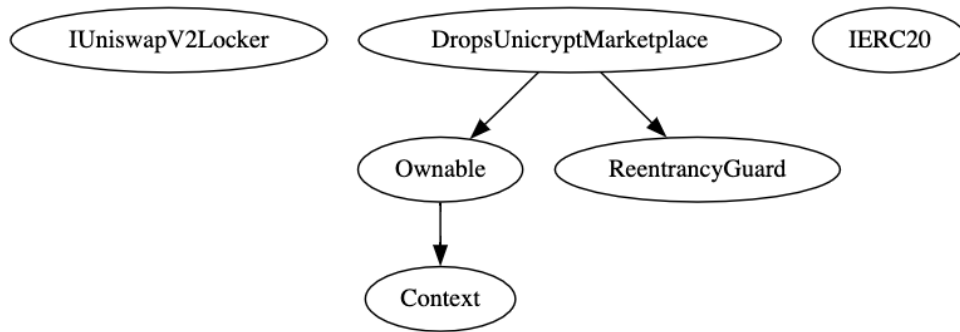 IUniswapV2Locker
DropsUnicryptMarketplace
IERC20
Ownable
ReentrancyGuard
Context